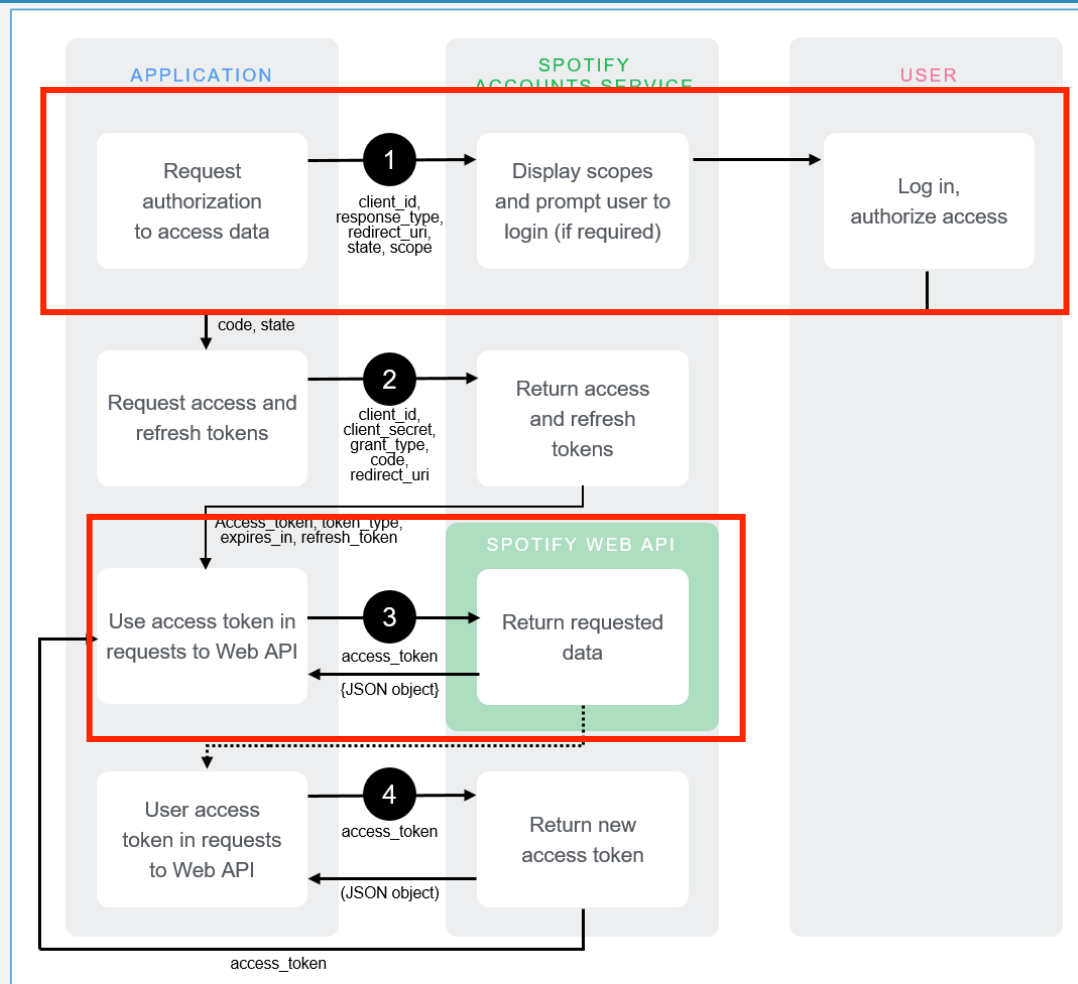 APPLICATION
SPOTIFY
ACCOUNTS SERVICE
USER
Request
authorization
to access data
1
client_id,
response_type,
redirect_uri,
state, scope
Display scopes
and prompt user to
login (if required)
Log in,
authorize access
code, state
Request access and
refresh tokens
2
client_id,
client_secret,
grant_type,
code,
redirect_uri
Return access
and refresh
tokens
Access_token, token_type,
expires_in, refresh_token
SPOTIFY WEB API
Use access token in
requests to Web API
3
access_token
{JSON object}
Return requested
data
User access
token in requests
to Web API
4
access_token
(JSON object)
Return new
access token
access_token